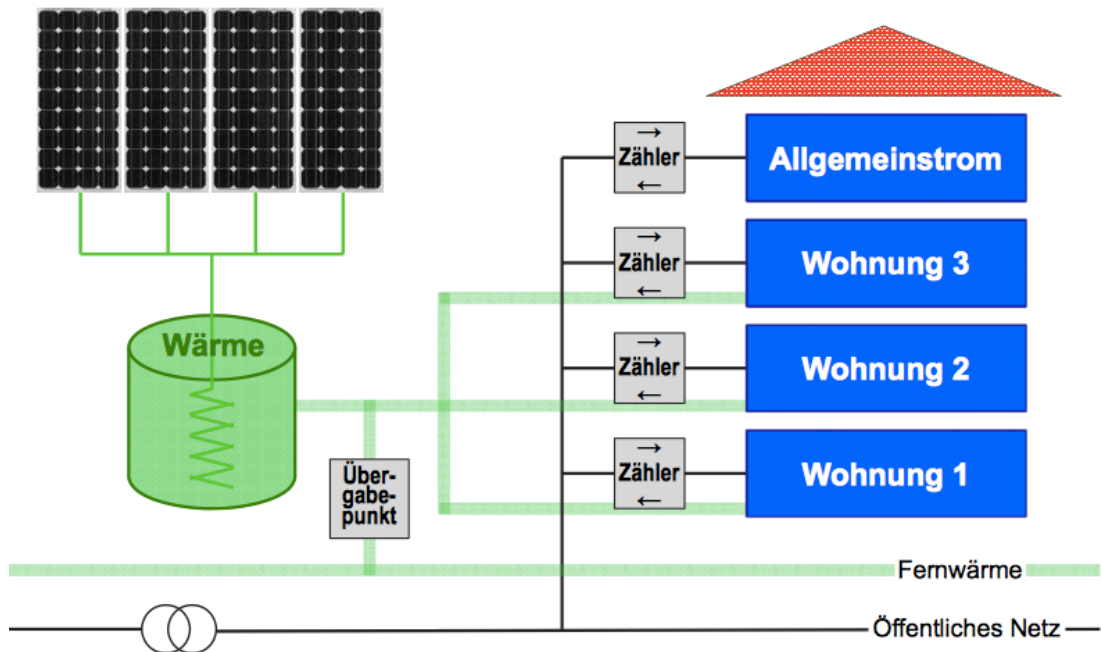 →
Zähler
←
Allgemeinstrom
→
Zähler
←
Wohnung 3
Wärme
→
Zähler
←
Wohnung 2
→
Zähler
←
Wohnung 1
Über-
gabe-
punkt
Fernwärme
Öffentliches Netz